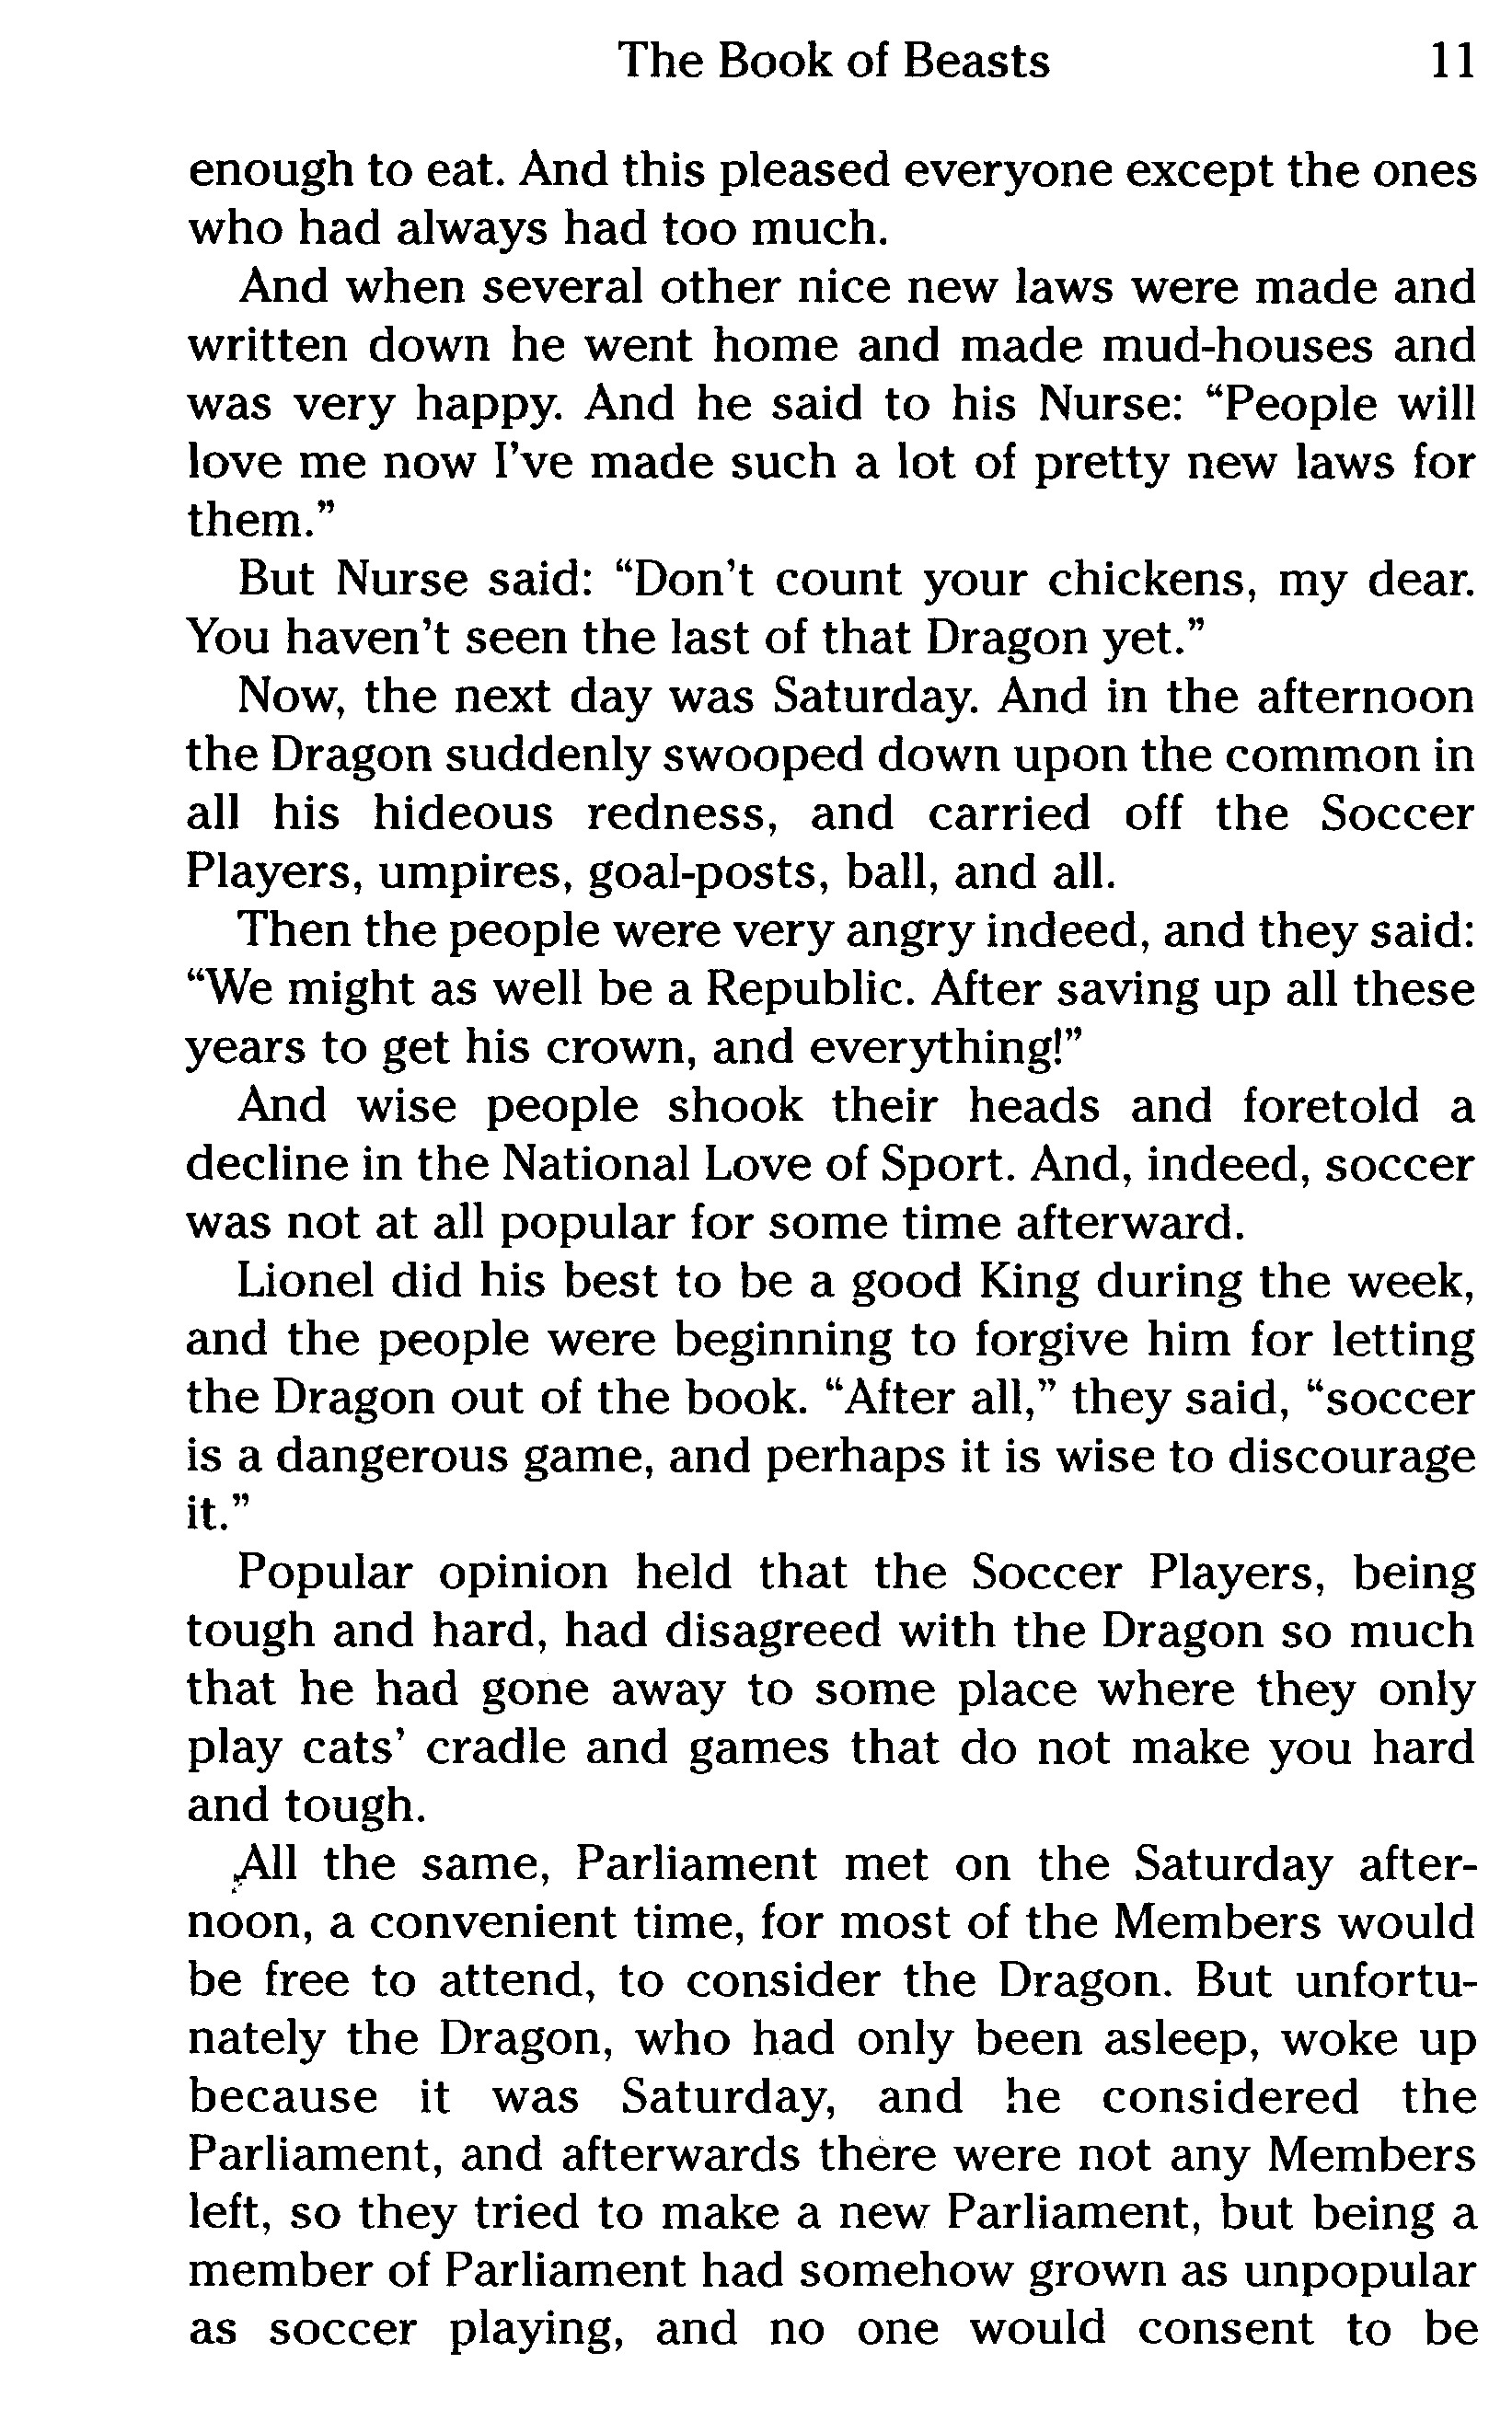 The Book of Beasts 11
enough to eat. And this pleased everyone except the ones
who had always had too much.
And when several other nice new laws were made and
written down he went home and made mud-houses and
was very happy. And he said to his Nurse: “People will
love me now I’ve made such a lot of pretty new laws for
them.”
But Nurse said: “Don’t count your chickens, my dear.
You haven’t seen the last of that Dragon yet.”
Now, the next day was Saturday. And in the afternoon
the Dragon suddenly swooped down upon the common in
all his hideous redness, and carried off the Soccer
Players, umpires, goal-posts, ball, and all.
Then the people were very angry indeed, and they said:
“We might as well be a Republic. After saving up all these
years to get his crown, and everything!”
And wise people shook their heads and foretold a
decline in the National Love of Sport. And, indeed, soccer
was not at all popular for some time afterward.
Lionel did his best to be a good King during the week,
and the people were beginning to forgive him for letting
the Dragon out of the book. “After all,” they said, “soccer
is a dangerous game, and perhaps it is wise to discourage
it.”
Popular opinion held that the Soccer Players, being
tough and hard, had disagreed with the Dragon so much
that he had gone away to some place where they only
play cats’ cradle and games that do not make you hard
and tough.
All the same, Parliament met on the Saturday after-
noon, a convenient time, for most of the Members would
be free to attend, to consider the Dragon. But unfortu-
nately the Dragon, who had only been asleep, woke up
because it was Saturday, and he considered the
Parliament, and afterwards there were not any Members
left, so they tried to make a new Parliament, but being a
member of Parliament had somehow grown as unpopular
as soccer playing, and no one would consent to be